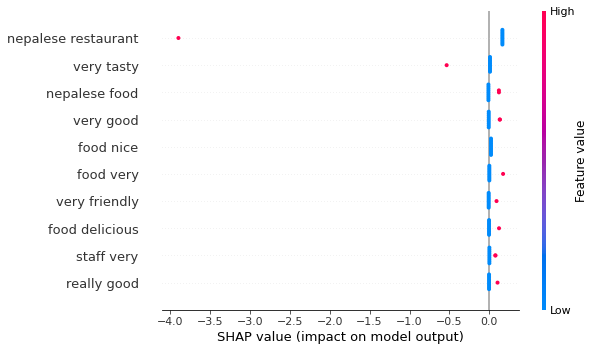 High
nepalese restaurant
very tasty
nepalese food
very good
food nice
food very
very friendly
food delicious
staff very
really good
Feature value
Low
−4.0 −3.5 −3.0 −2.5 −2.0 −1.5 −1.0 −0.5 0.0
SHAP value (impact on model output)